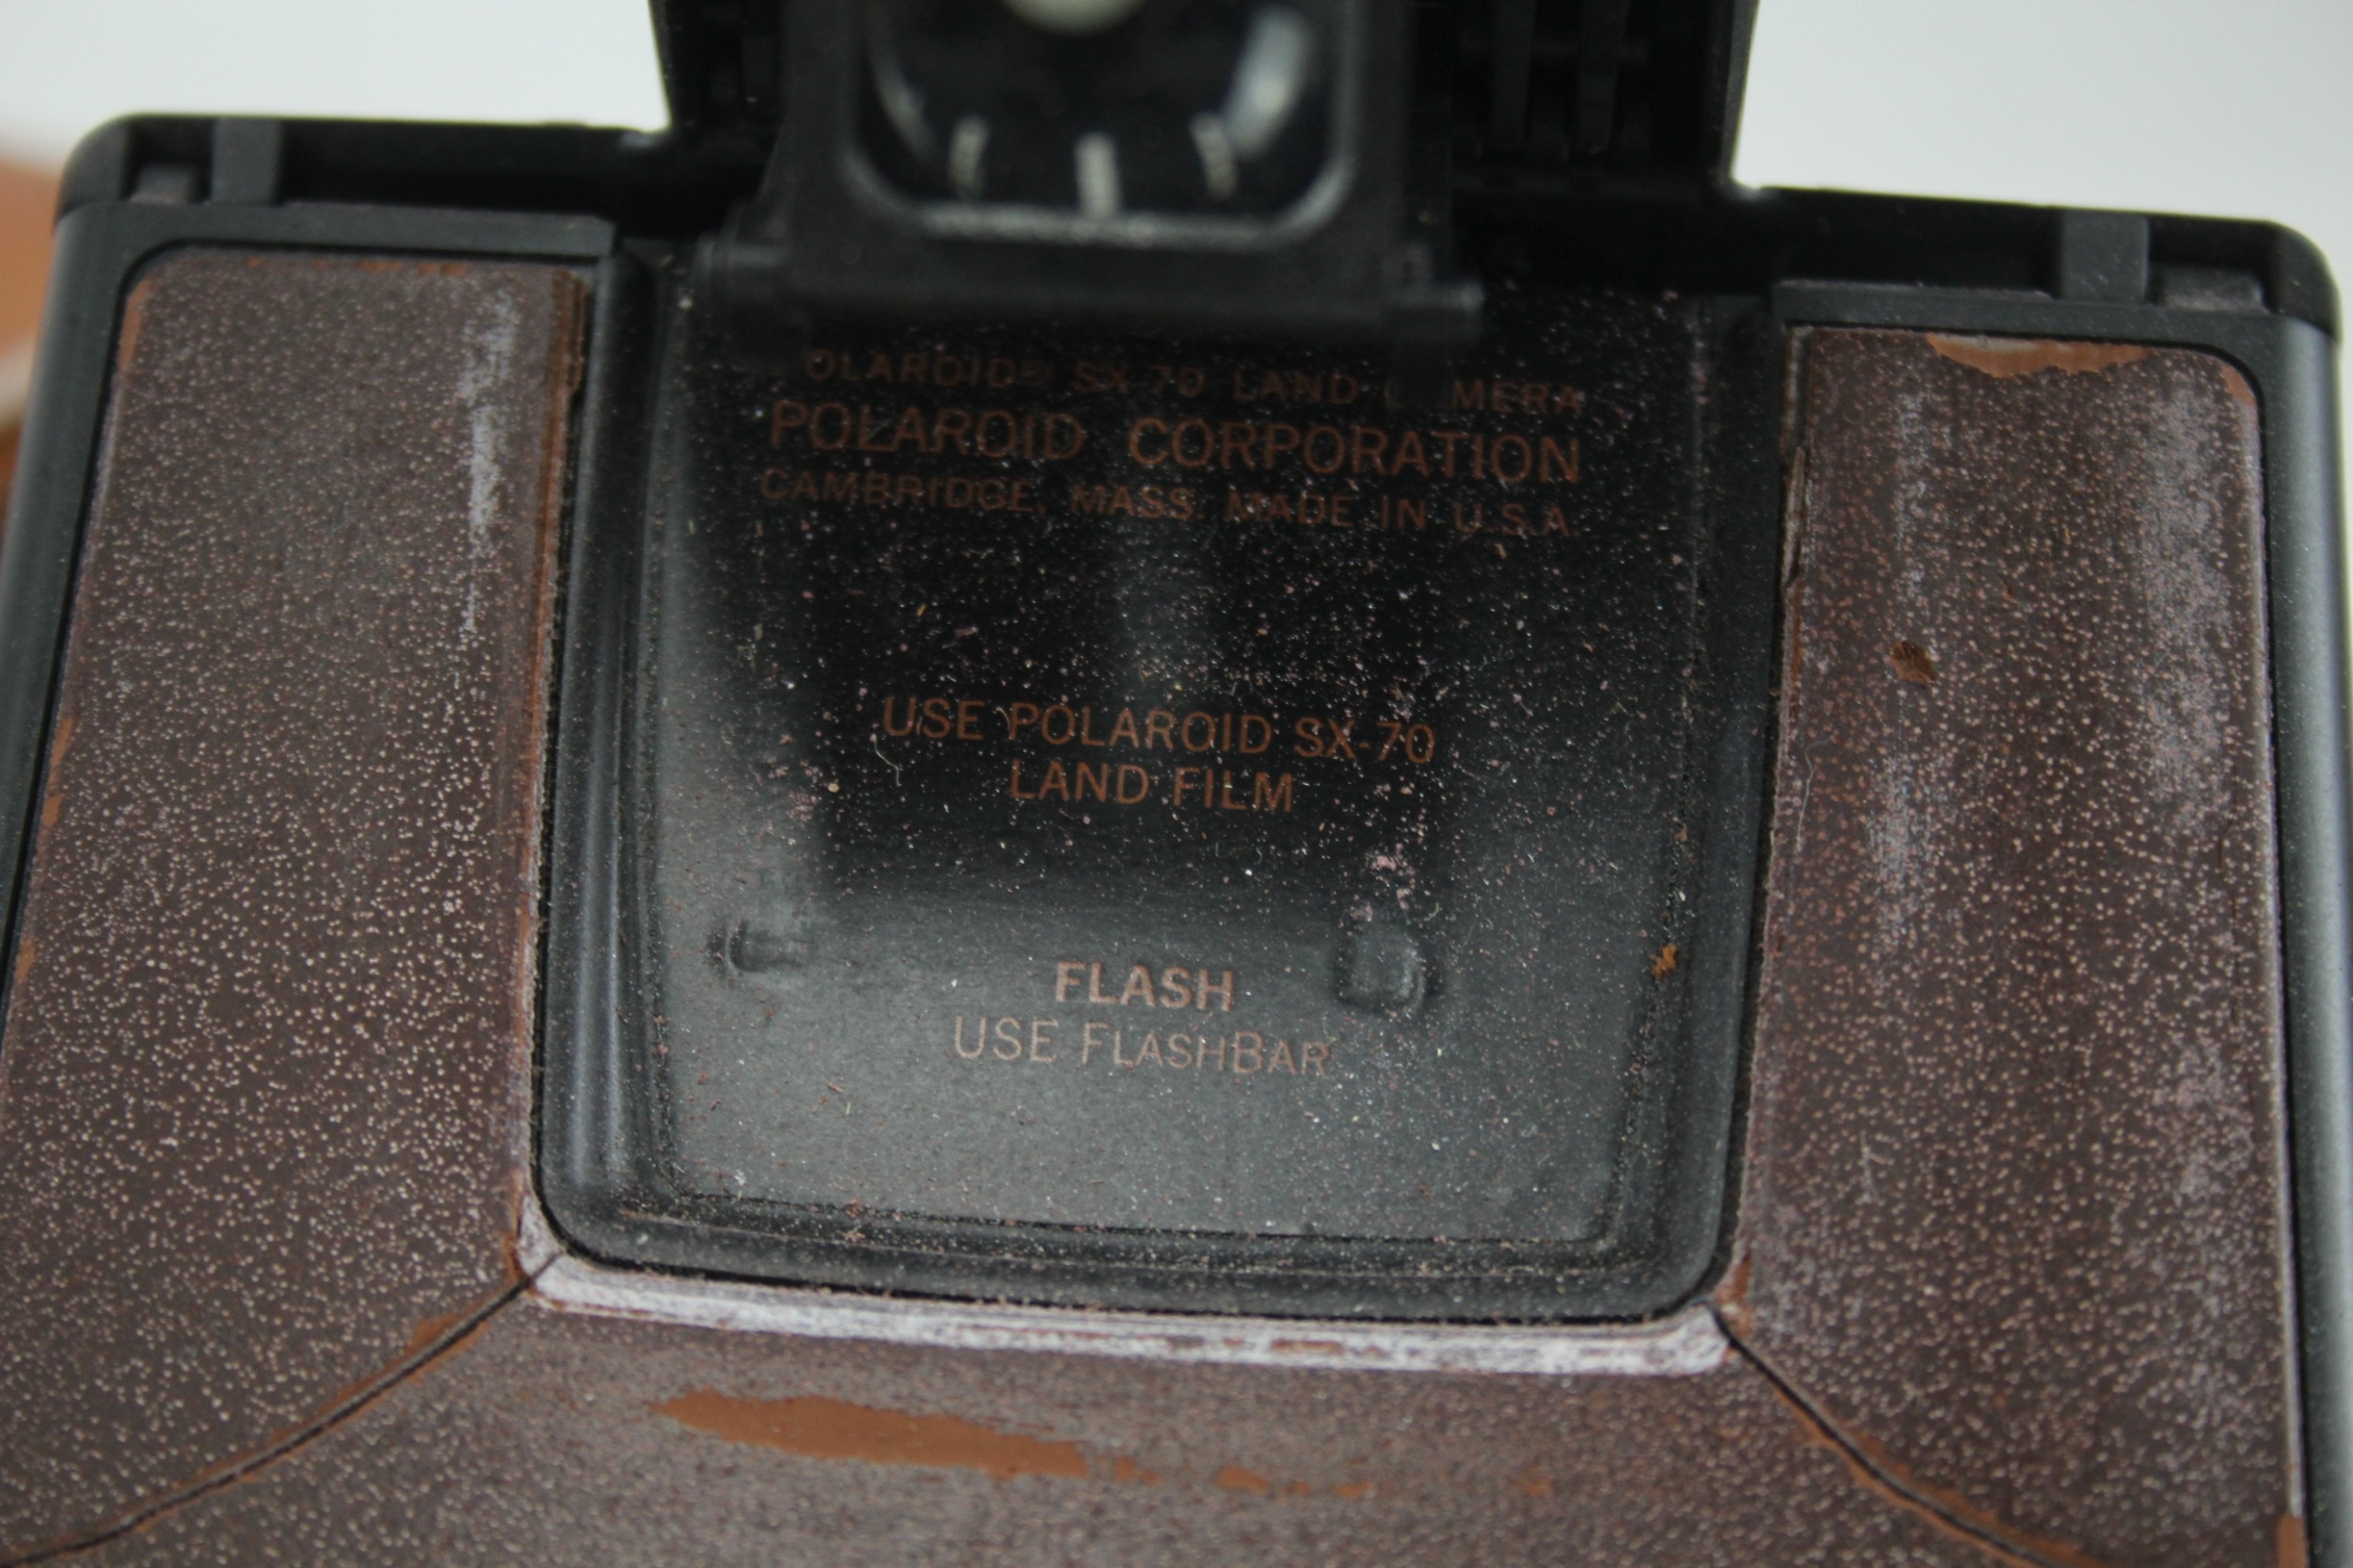 OLAROID® SX-70 LAND C MERA
POLAROID CORPORATION
CAMBRIDGE, MASS. MADE IN U.S.A.
USE POLAROID SX-70
LAND FILM
FLASH
USE FLASHBAR